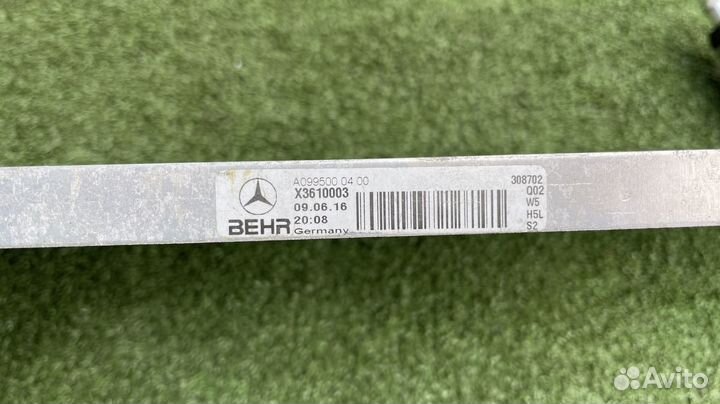 A099500 04 00
X3610003
09.06.16
20:08
BEHR Germany
308702
Q02
W5
H5L
S2
Avito